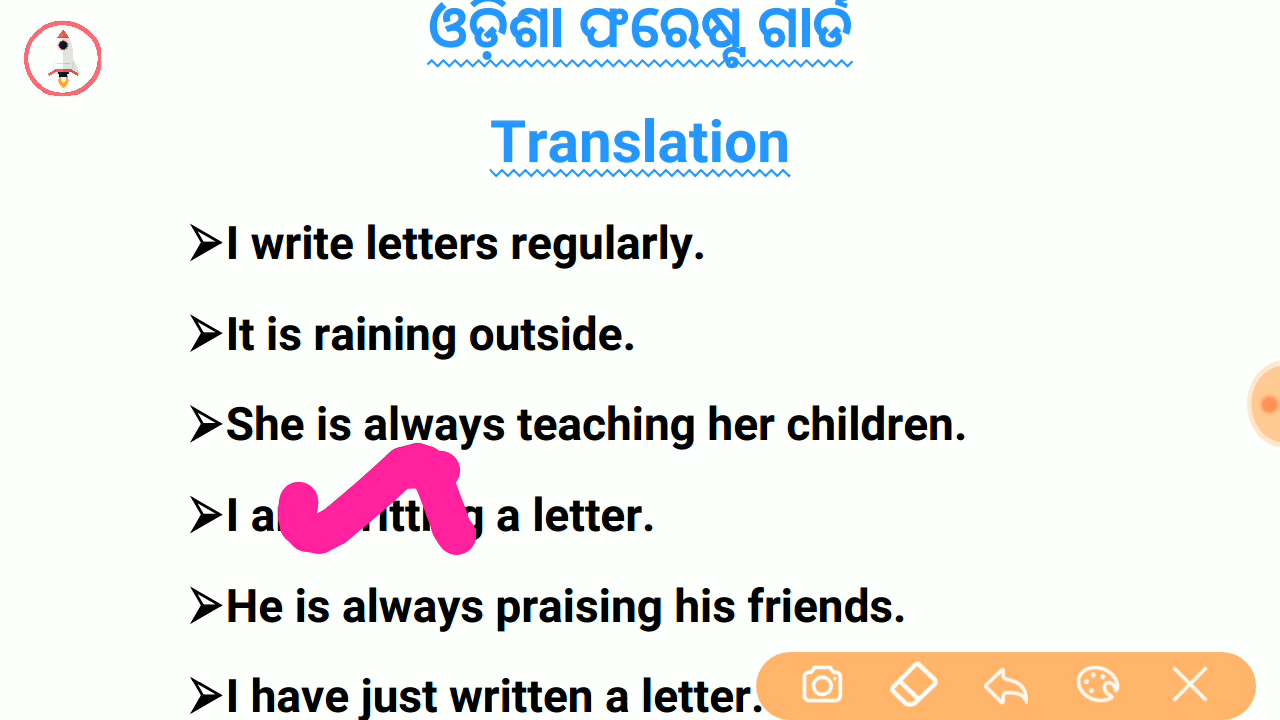 ଓଡ଼ିଶା ଫରେଷ୍ଟ ଗାର୍ଡ
Translation
➢I write letters regularly.
➢It is raining outside.
➢She is always teaching her children.
➢I a letter.
➢He is always praising his friends.
➢I have just written a letter.